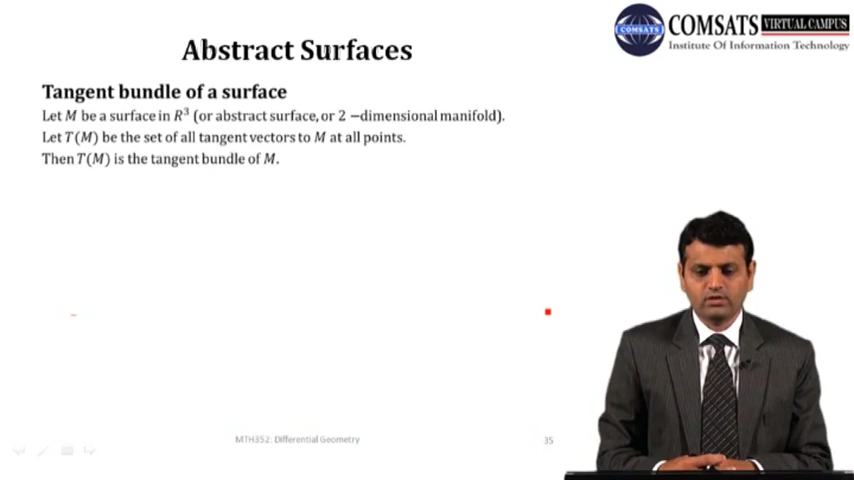 COMSATS
COMSATS VIRTUAL CAMPUS
Institute Of Information Technology
Abstract Surfaces
Tangent bundle of a surface
Let M be a surface in R³ (or abstract surface, or 2 −dimensional manifold).
Let T(M) be the set of all tangent vectors to M at all points.
Then T(M) is the tangent bundle of M.
MTH352: Differential Geometry
35